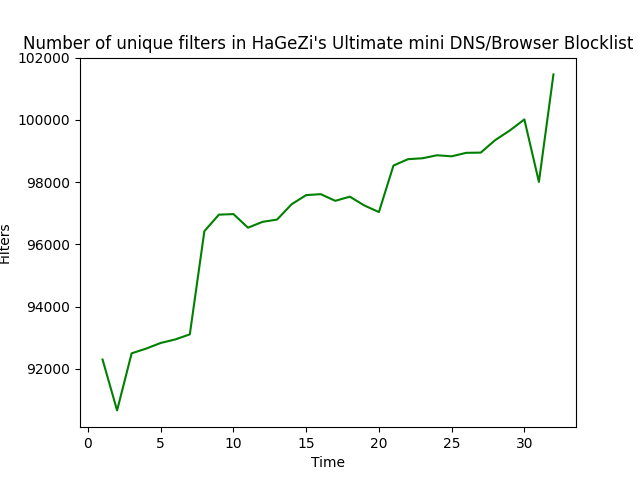 Number of unique filters in HaGeZi's Ultimate mini DNS/Browser Blocklist
102000
100000
98000
96000
94000
92000
Filters
0 5 10 15 20 25 30
Time